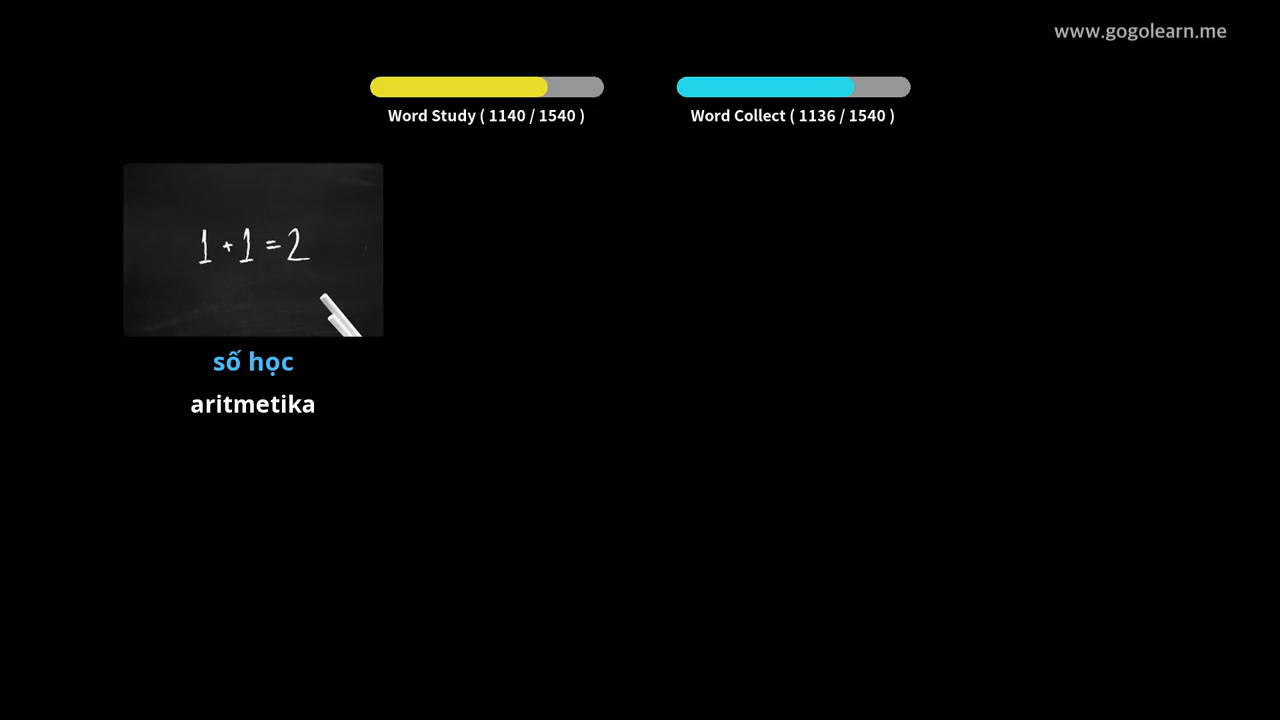 www.gogolearn.me
Word Study ( 1140 / 1540 )
Word Collect ( 1136 / 1540 )
1 + 1 = 2
số học
aritmetika